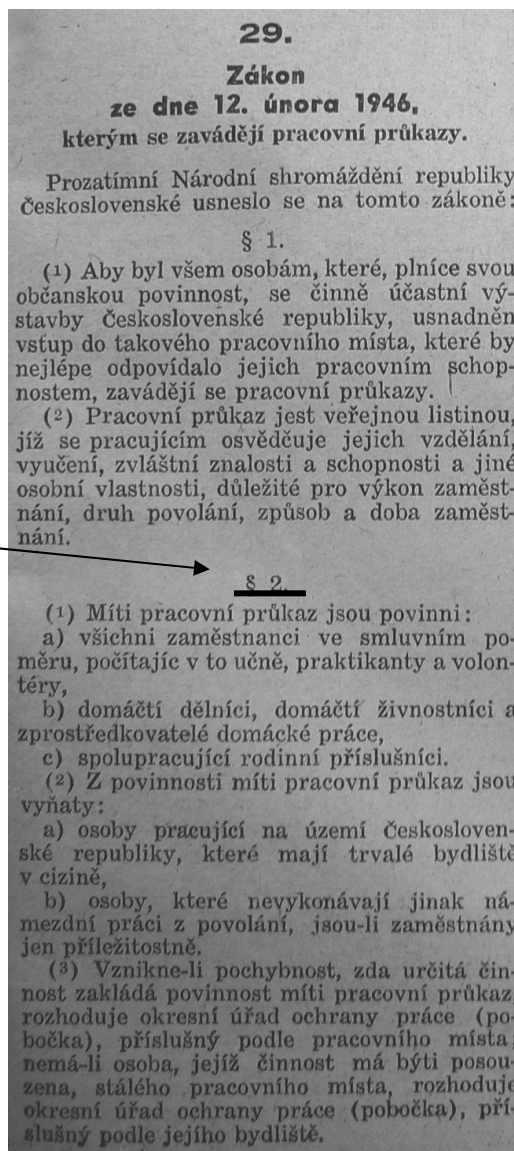 29.
Zákon
ze dne 12. února 1946,
kterým se zavádějí pracovní průkazy.
Prozatímní Národní shromáždění republiky
Československé usneslo se na tomto zákoně:
§ 1.
(1) Aby byl všem osobám, které, plníce svou
občanskou povinnost, se činně účastní vý-
stavby Československé republiky, usnadněn
vstup do takového pracovního místa, které by
nejlépe odpovídalo jejich pracovním schop-
nostem, zavádějí se pracovní průkazy.
(2) Pracovní průkaz jest veřejnou listinou,
jíž se pracujícím osvědčuje jejich vzdělání,
vyučení, zvláštní znalosti a schopnosti a jiné
osobní vlastnosti, důležité pro výkon zaměst-
nání, druh povolání, způsob a doba zaměst-
nání.
§ 2.
(1) Míti pracovní průkaz jsou povinni:
a) všichni zaměstnanci ve smluvním po-
měru, počítajíc v to učně, praktikanty a volon-
téry,
b) domáčtí dělníci, domáčtí živnostníci a
zprostředkovatelé domácké práce,
c) spolupracující rodinní příslušníci.
(2) Z povinnosti míti pracovní průkaz jsou
vyňaty:
a) osoby pracující na území Českosloven-
ské republiky, které mají trvalé bydliště
v cizině,
b) osoby, které nevykonávají jinak ná-
mezdní práci z povolání, jsou-li zaměstnány
jen příležitostně.
(3) Vznikne-li pochybnost, zda určitá čin-
nost zakládá povinnost míti pracovní průkaz,
rozhoduje okresní úřad ochrany práce (po-
bočka), příslušný podle pracovního místa;
nemá-li osoba, jejíž činnost má býti posou-
zena, stálého pracovního místa, rozhoduje
okresní úřad ochrany práce (pobočka), pří-
slušný podle jejího bydliště.